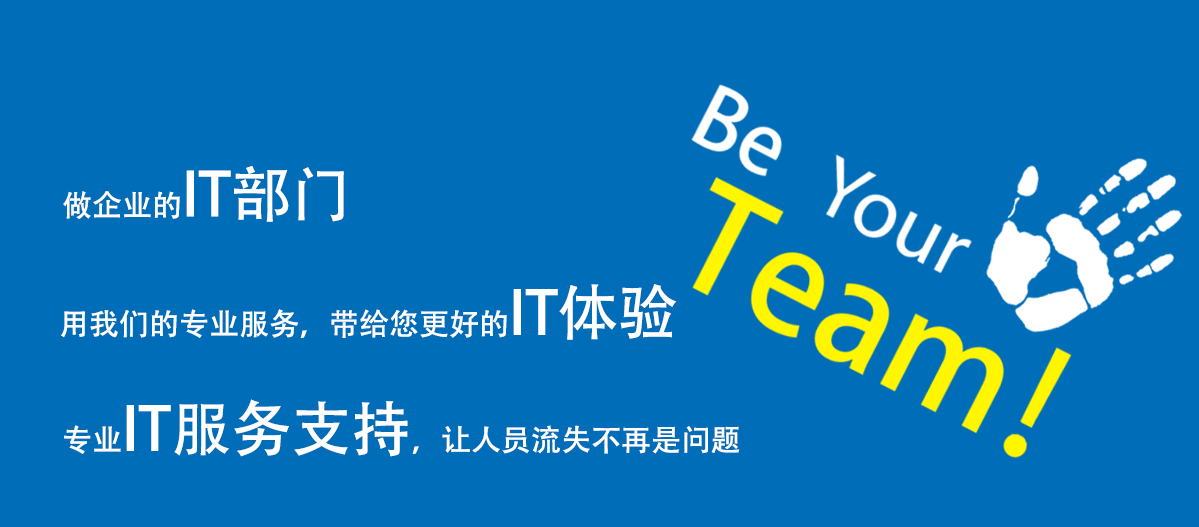 做企业的IT部门
用我们的专业服务，带给您更好的IT体验
专业IT服务支持，让人员流失不再是问题
Be Your
Team!